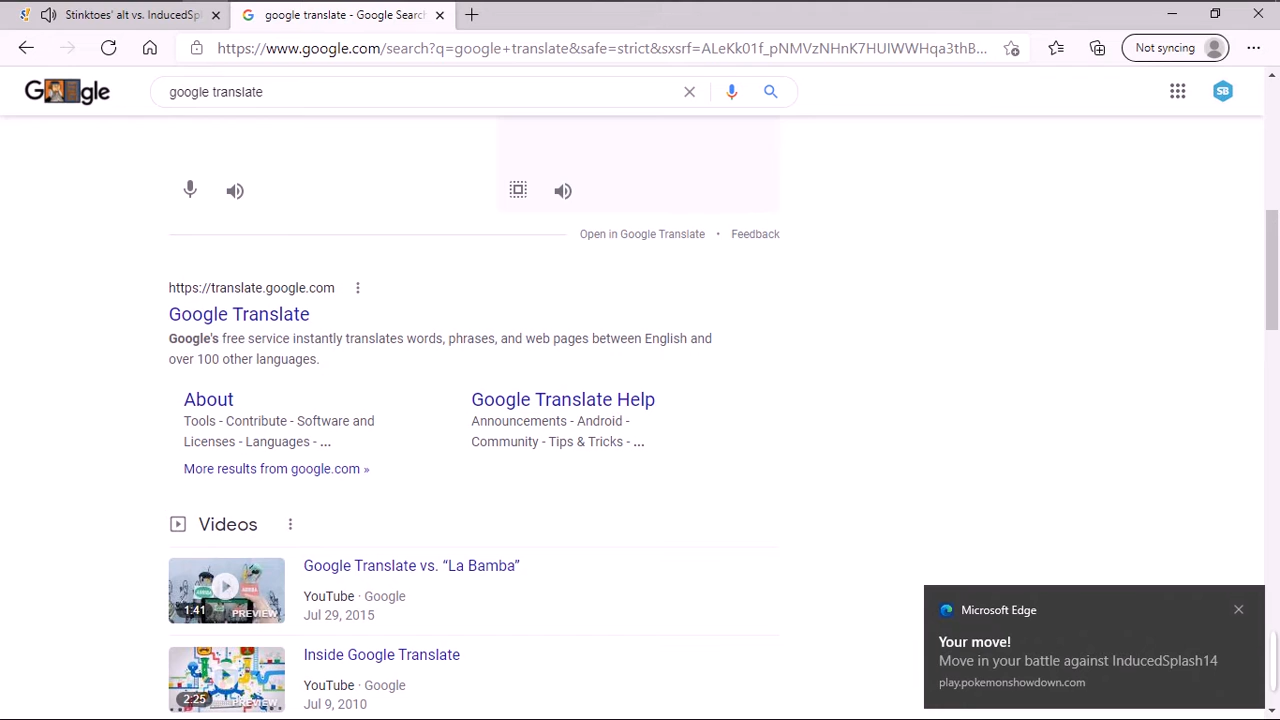 Stinktees' alt vs. InducedS
google translate - Sear
https://www.google.com/search?q=google+translate&safe=strict&sxsrf=ALeKk01f_pNMVzNHnK7HUIWWHqa3thB...
Not syncing
Google
google translate
SB
Open in Google Translate • Feedback
https://translate.google.com
Google Translate
Google's free service instantly translates words, phrases, and web pages between English and
over 100 other languages.
About
Tools - Contribute - Software and
Licenses - Languages - ...
More results from google.com »
Google Translate Help
Announcements - Android -
Community - Tips & Tricks - ...
Videos
Google Translate vs. “La Bamba”
YouTube · Google
Jul 29, 2015
1:41
PREVIEW
Inside Google Translate
YouTube · Google
Jul 9, 2010
2:25
PREVIEW
Microsoft Edge
Your move!
Move in your battle against InducedSplash14
play.pokemonshowdown.com